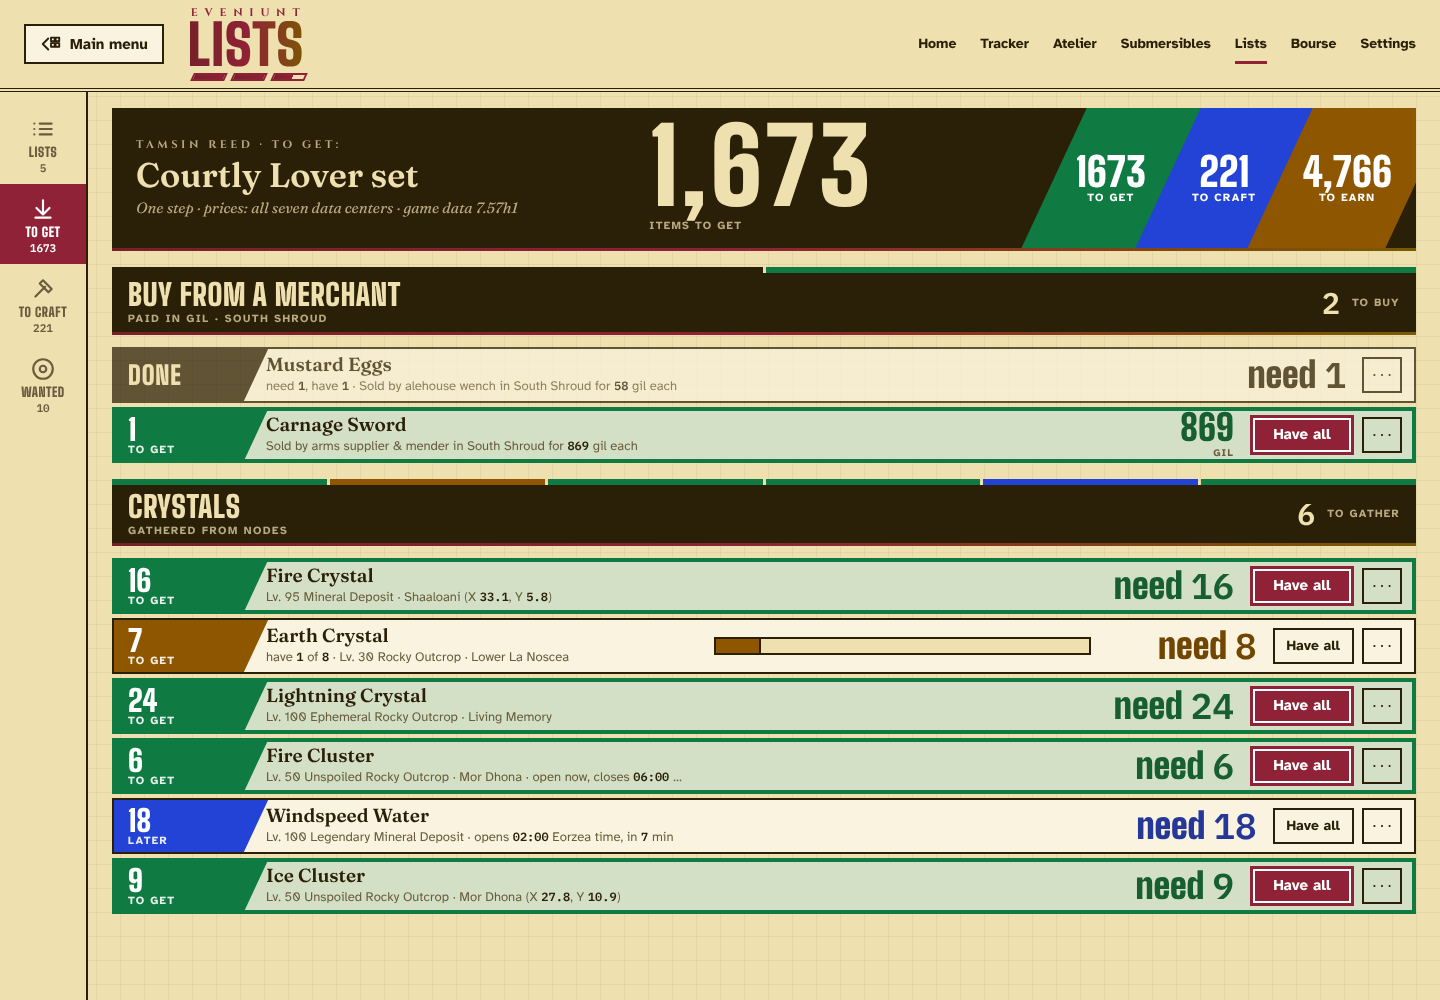 Main menu
EVENIUNT
LISTS
Home
Tracker
Atelier
Submersibles
Lists
Bourse
Settings
LISTS
5
TO GET
1673
TO CRAFT
221
WANTED
10
TAMSIN REED · TO GET:
Courtly Lover set
One step · prices: all seven data centers · game data 7.57h1
1,673
ITEMS TO GET
1673
TO GET
221
TO CRAFT
4,766
TO EARN
BUY FROM A MERCHANT
PAID IN GIL · SOUTH SHROUD
2 TO BUY
DONE
Mustard Eggs
need 1, have 1 · Sold by alehouse wench in South Shroud for 58 gil each
need 1
...
1
TO GET
Carnage Sword
Sold by arms supplier & mender in South Shroud for 869 gil each
869
GIL
Have all
...
CRYSTALS
GATHERED FROM NODES
6 TO GATHER
16
TO GET
Fire Crystal
Lv. 95 Mineral Deposit · Shaaloani (X 33.1, Y 5.8)
need 16
Have all
...
7
TO GET
Earth Crystal
have 1 of 8 · Lv. 30 Rocky Outcrop · Lower La Noscea
need 8
Have all
...
24
TO GET
Lightning Crystal
Lv. 100 Ephemeral Rocky Outcrop · Living Memory
need 24
Have all
...
6
TO GET
Fire Cluster
Lv. 50 Unspoiled Rocky Outcrop · Mor Dhona · open now, closes 06:00 ...
need 6
Have all
...
18
LATER
Windspeed Water
Lv. 100 Legendary Mineral Deposit · opens 02:00 Eorzea time, in 7 min
need 18
Have all
...
9
TO GET
Ice Cluster
Lv. 50 Unspoiled Rocky Outcrop · Mor Dhona (X 27.8, Y 10.9)
need 9
Have all
...